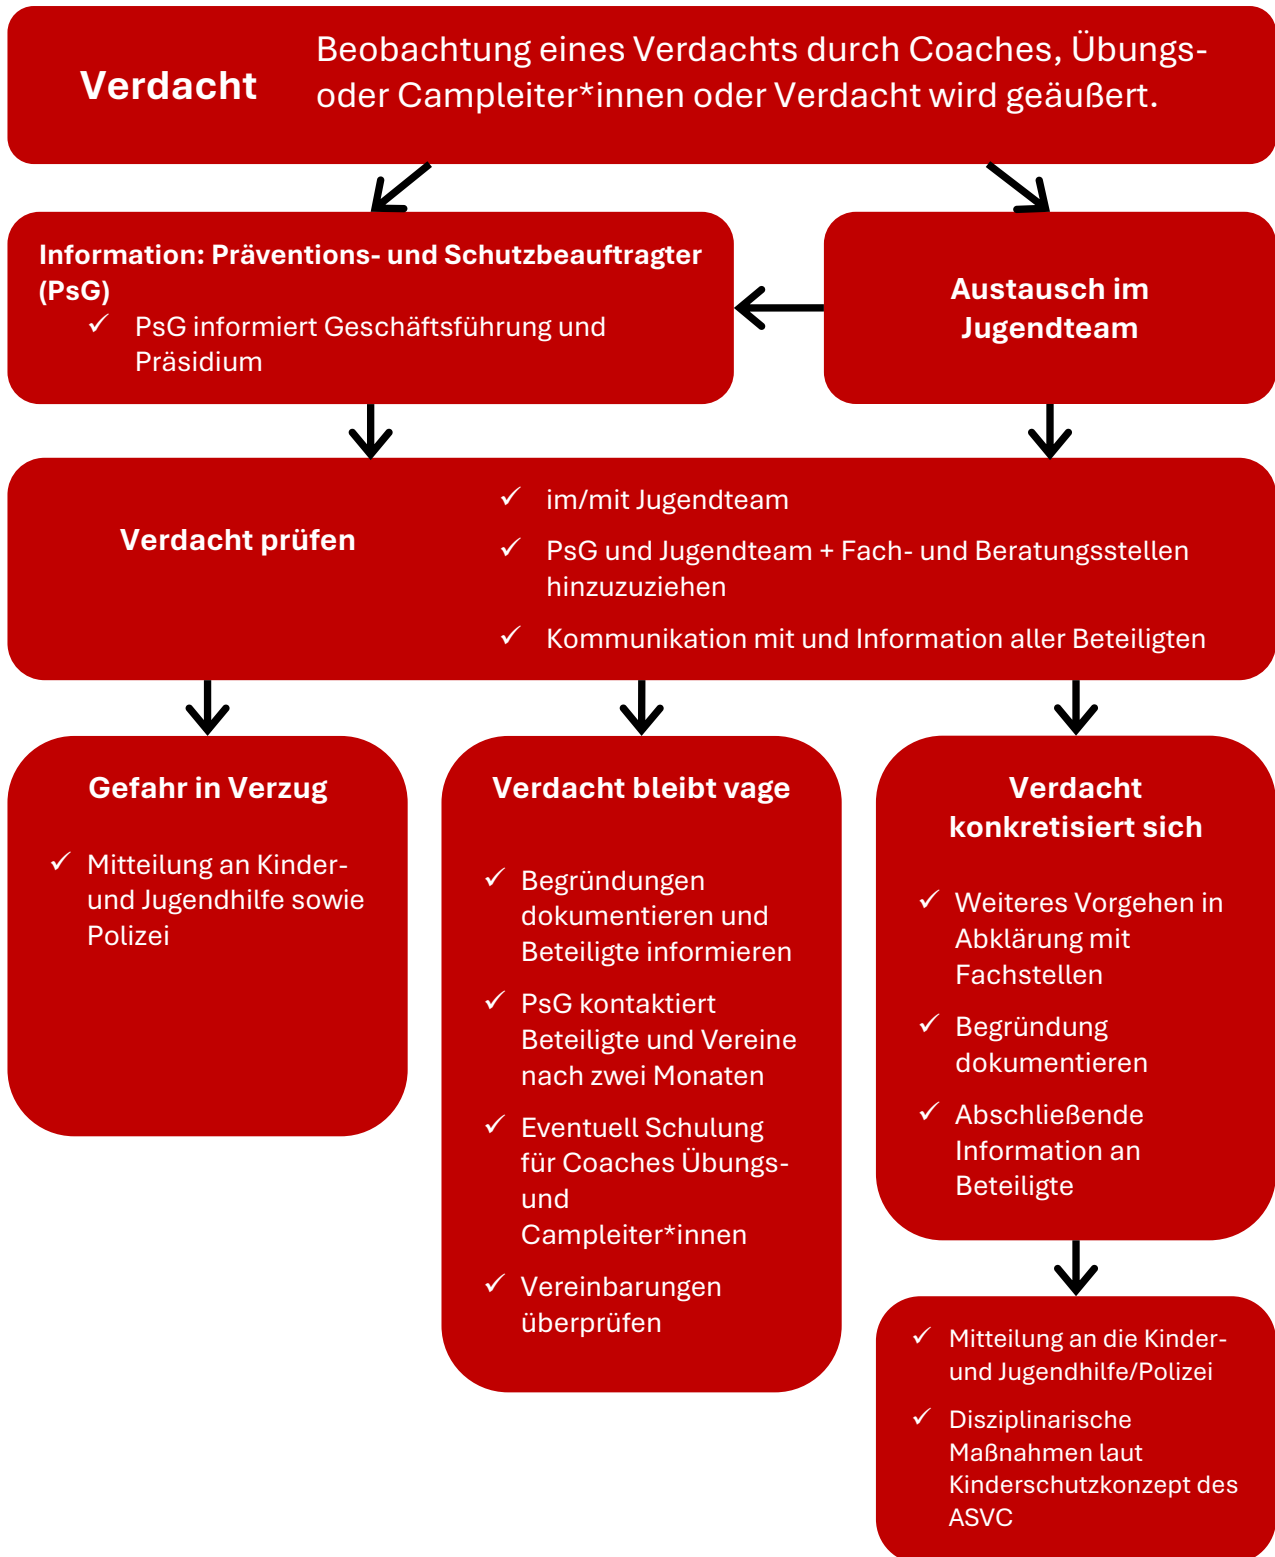 Verdacht
Beobachtung eines Verdachts durch Coaches, Übungs-
oder Campleiter*innen oder Verdacht wird geäußert.
Information: Präventions- und Schutzbeauftragter
(PsG)
✓ PsG informiert Geschäftsführung und
Präsidium
Austausch im
Jugendteam
Verdacht prüfen
✓ im/mit Jugendteam
✓ PsG und Jugendteam + Fach- und Beratungsstellen
hinzuzuziehen
✓ Kommunikation mit und Information aller Beteiligten
Gefahr in Verzug
✓ Mitteilung an Kinder-
und Jugendhilfe sowie
Polizei
Verdacht bleibt vage
✓ Begründungen
dokumentieren und
Beteiligte informieren
✓ PsG kontaktiert
Beteiligte und Vereine
nach zwei Monaten
✓ Eventuell Schulung
für Coaches Übungs-
und
Campleiter*innen
✓ Vereinbarungen
überprüfen
Verdacht
konkretisiert sich
✓ Weiteres Vorgehen in
Abklärung mit
Fachstellen
✓ Begründung
dokumentieren
✓ Abschließende
Information an
Beteiligte
✓ Mitteilung an die Kinder-
und Jugendhilfe/Polizei
✓ Disziplinarische
Maßnahmen laut
Kinderschutzkonzept des
ASVC